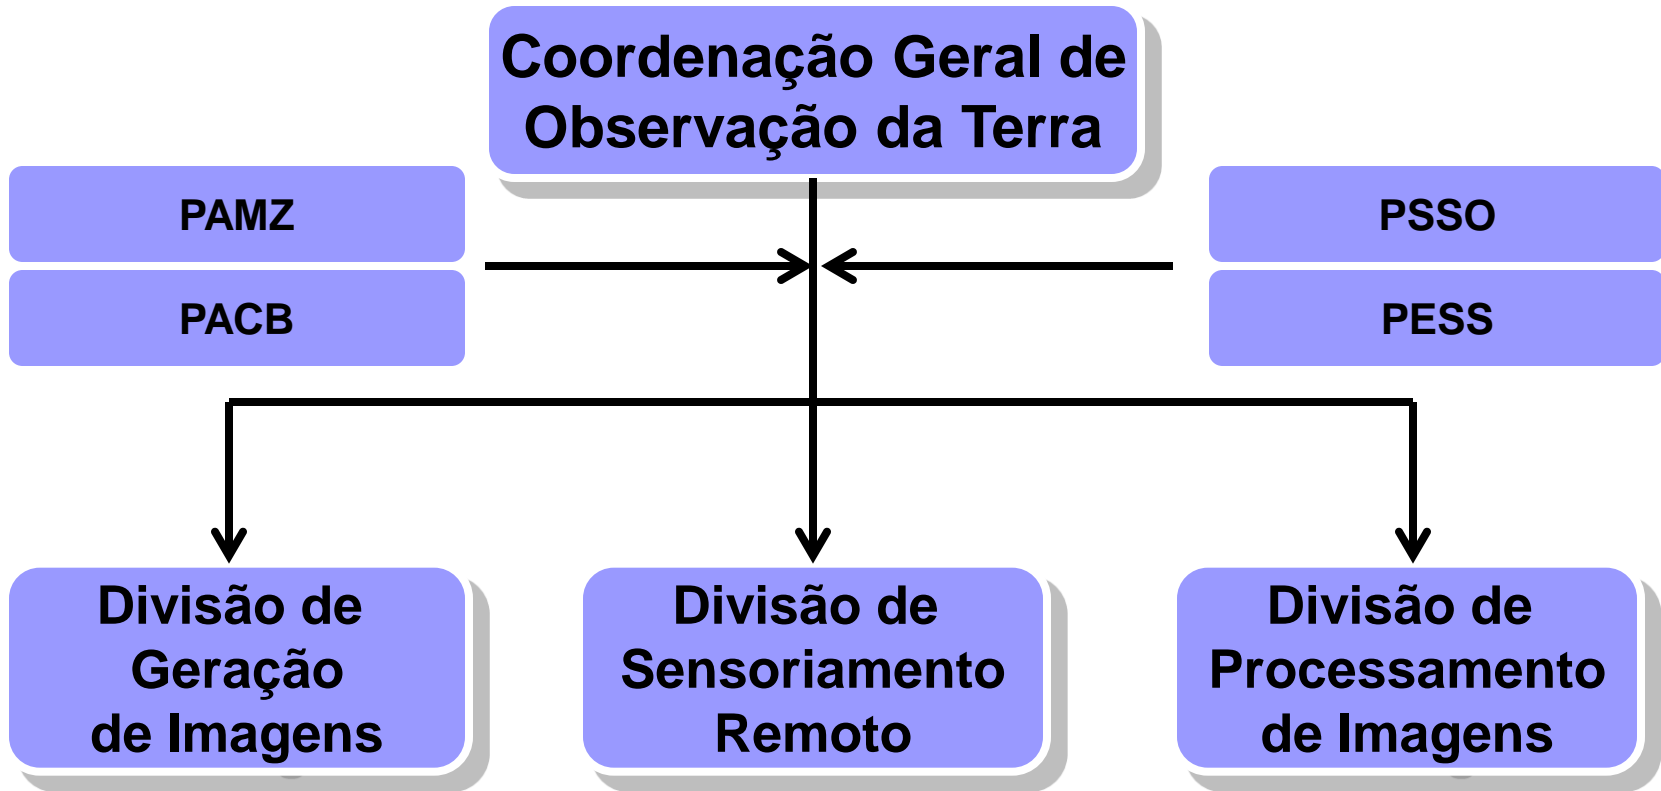 Coordenação Geral de
Observação da Terra
PAMZ
PSSO
PACB
PESS
Divisão de
Geração
de Imagens
Divisão de
Sensoriamento
Remoto
Divisão de
Processamento
de Imagens